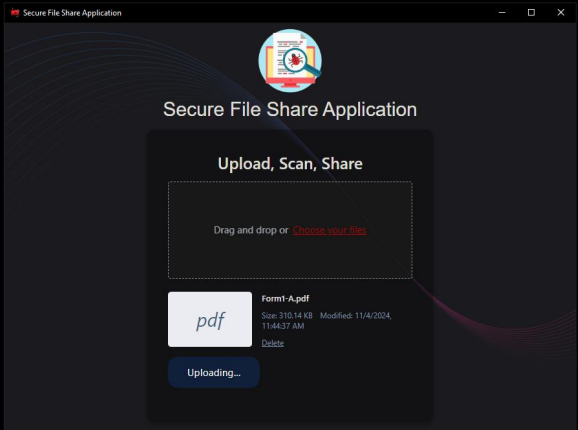 Secure File Share Application
Secure File Share Application
Upload, Scan, Share
Drag and drop or Choose your files
pdf
Form1-A.pdf
Size: 310.14 KB Modified: 11/4/2024,
11:44:37 AM
Delete
Uploading...